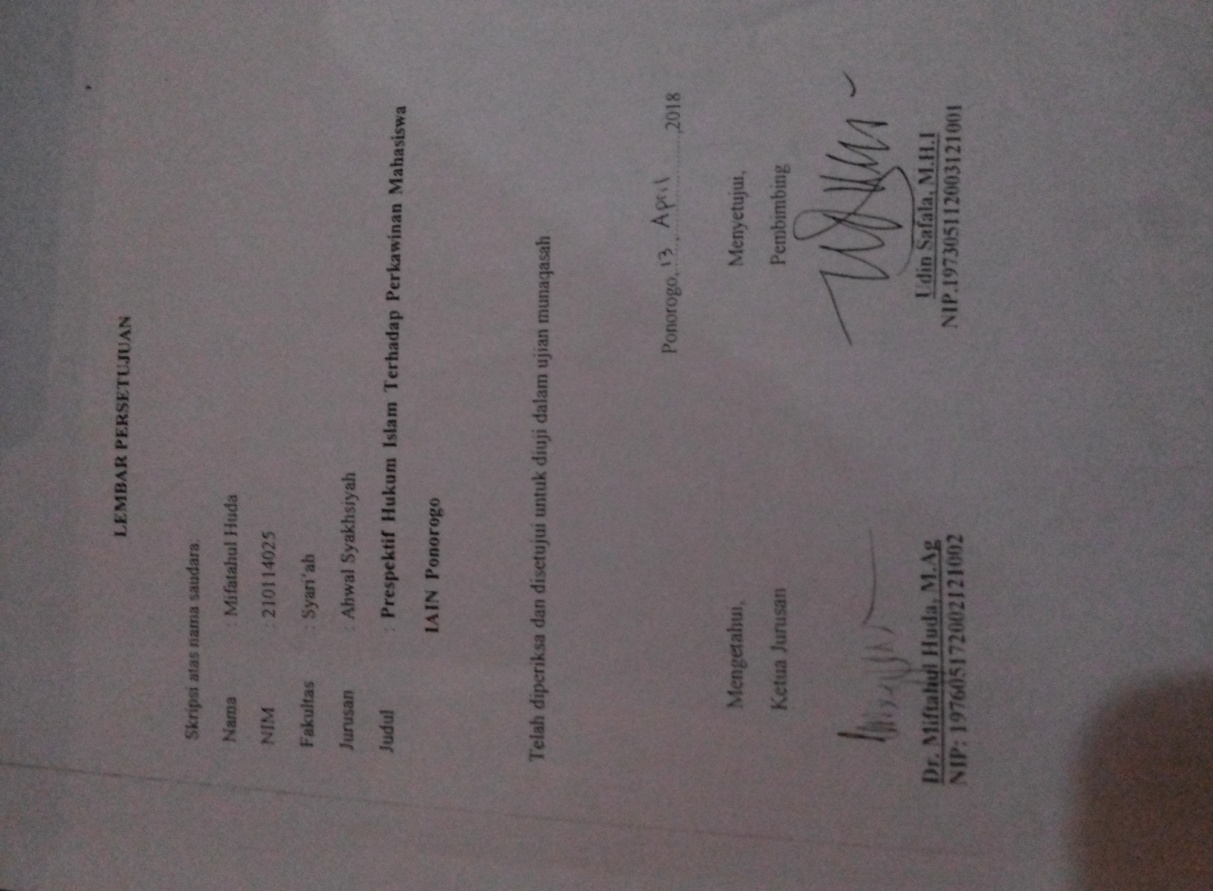 LEMBAR PERSETUJUAN
Skripsi atas nama saudara.
Nama : Mifatahul Huda
NIM : 210114025
Fakultas : Syari'ah
Jurusan : Ahwal Syakhsiyah
Judul : Prespektif Hukum Islam Terhadap Perkawinan Mahasiswa
IAIN Ponorogo
Telah diperiksa dan disetujui untuk diuji dalam ujian munaqasah
Ponorogo, 13 April ,2018
Mengetahui, Menyetujui,
Ketua Jurusan Pembimbing
Dr. Miftahul Huda, M.Ag Udin Safala, M.H.I
NIP: 197605172002121002 NIP.197305112003121001